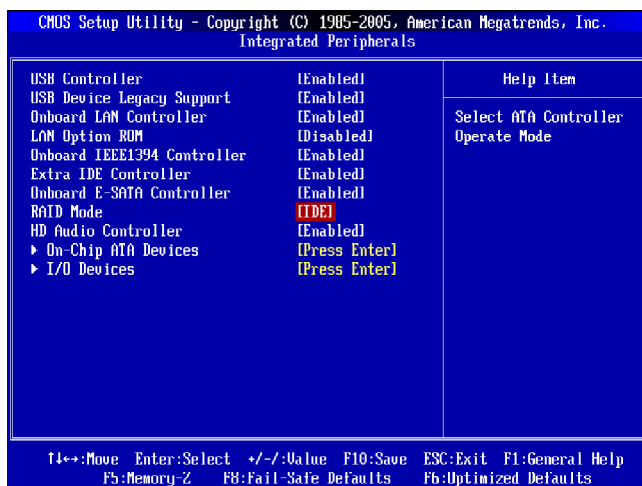 CMOS Setup Utility - Copyright (C) 1985-2005, American Megatrends, Inc.
Integrated Peripherals
USB Controller [Enabled]
USB Device Legacy Support [Enabled]
Onboard LAN Controller [Enabled]
LAN Option ROM [Disabled]
Onboard IEEE1394 Controller [Enabled]
Extra IDE Controller [Enabled]
Onboard E-SATA Controller [Enabled]
RAID Mode [IDE]
HD Audio Controller [Enabled]
▶ On-Chip ATA Devices [Press Enter]
▶ I/O Devices [Press Enter]
Help Item
Select ATA Controller
Operate Mode
↑↓←→:Move Enter:Select +/-/:Value F10:Save ESC:Exit F1:General Help
F5:Memory-Z F8:Fail-Safe Defaults F6:Optimized Defaults